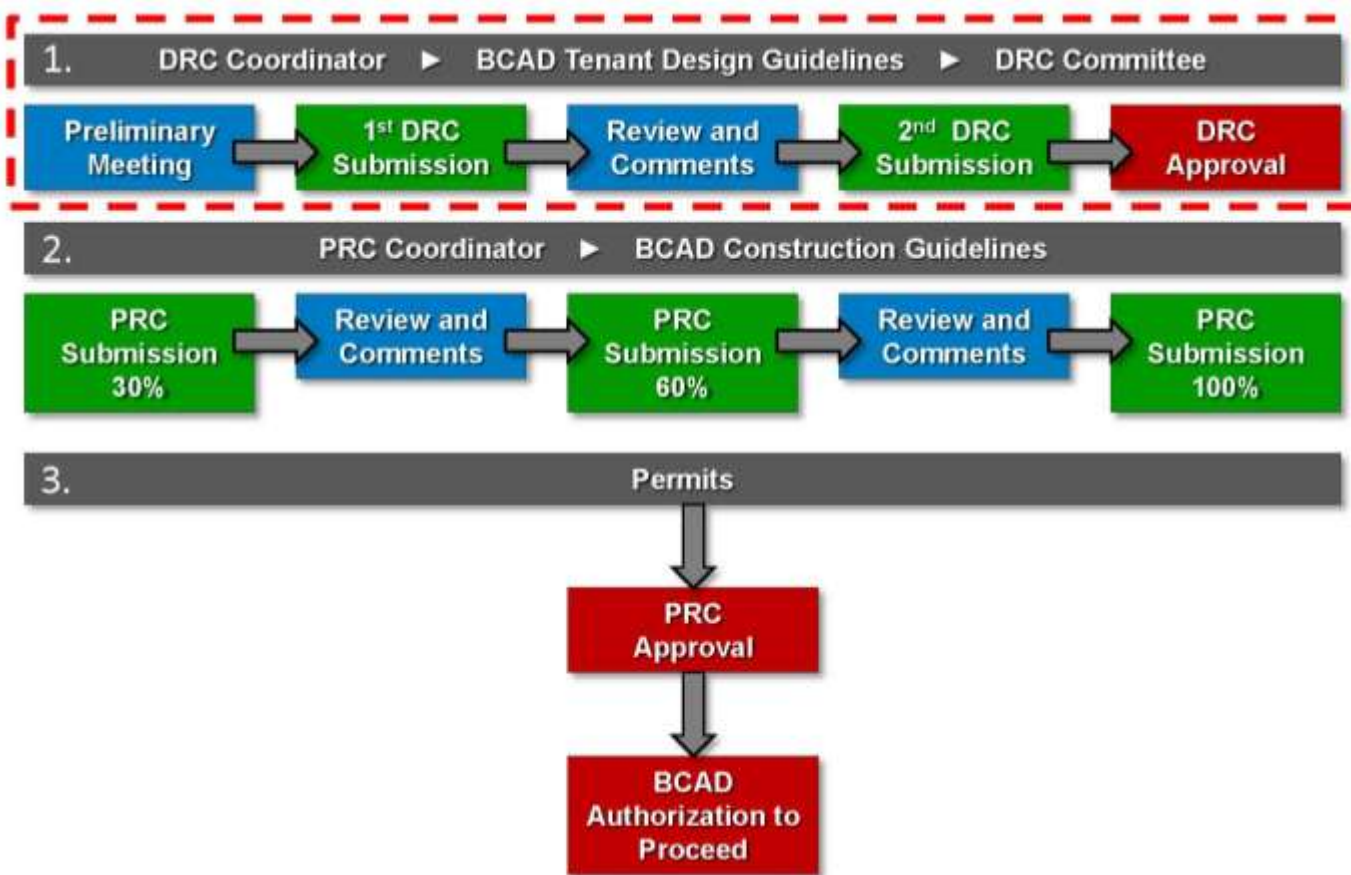 1. DRC Coordinator ► BCAD Tenant Design Guidelines ► DRC Committee
Preliminary
Meeting
1st DRC
Submission
Review and
Comments
2nd DRC
Submission
DRC
Approval
2. PRC Coordinator ► BCAD Construction Guidelines
PRC
Submission
30%
Review and
Comments
PRC
Submission
60%
Review and
Comments
PRC
Submission
100%
3. Permits
PRC
Approval
BCAD
Authorization to
Proceed